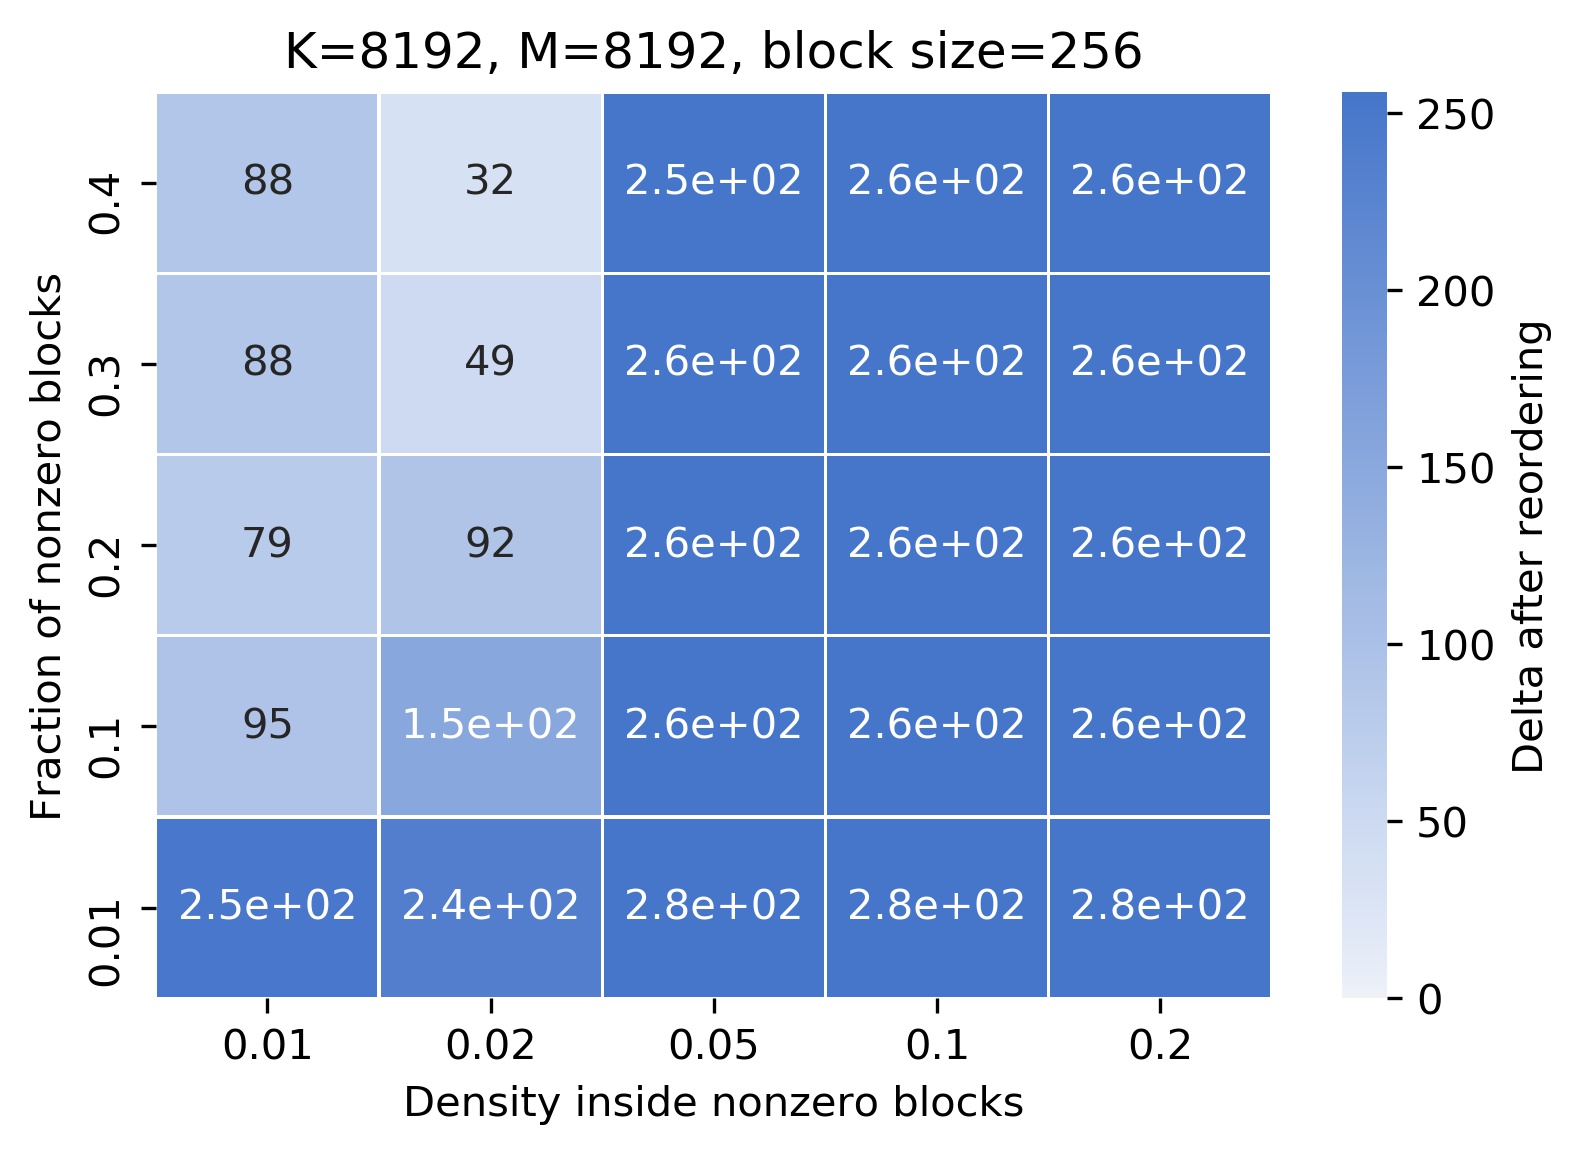 K=8192, M=8192, block size=256
Fraction of nonzero blocks
0.4
88 32 2.5e+02 2.6e+02 2.6e+02
0.3
88 49 2.6e+02 2.6e+02 2.6e+02
0.2
79 92 2.6e+02 2.6e+02 2.6e+02
0.1
95 1.5e+02 2.6e+02 2.6e+02 2.6e+02
0.01
2.5e+02 2.4e+02 2.8e+02 2.8e+02 2.8e+02
0.01 0.02 0.05 0.1 0.2
Density inside nonzero blocks
250
200
150
100
50
0
Delta after reordering